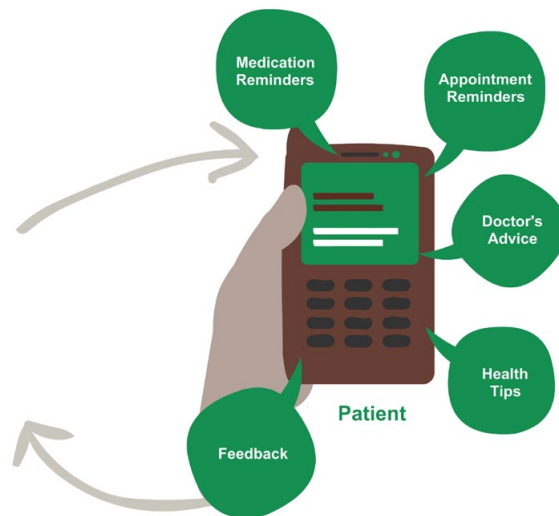 Medication
Reminders
Appointment
Reminders
Doctor's
Advice
Health
Tips
Patient
Feedback